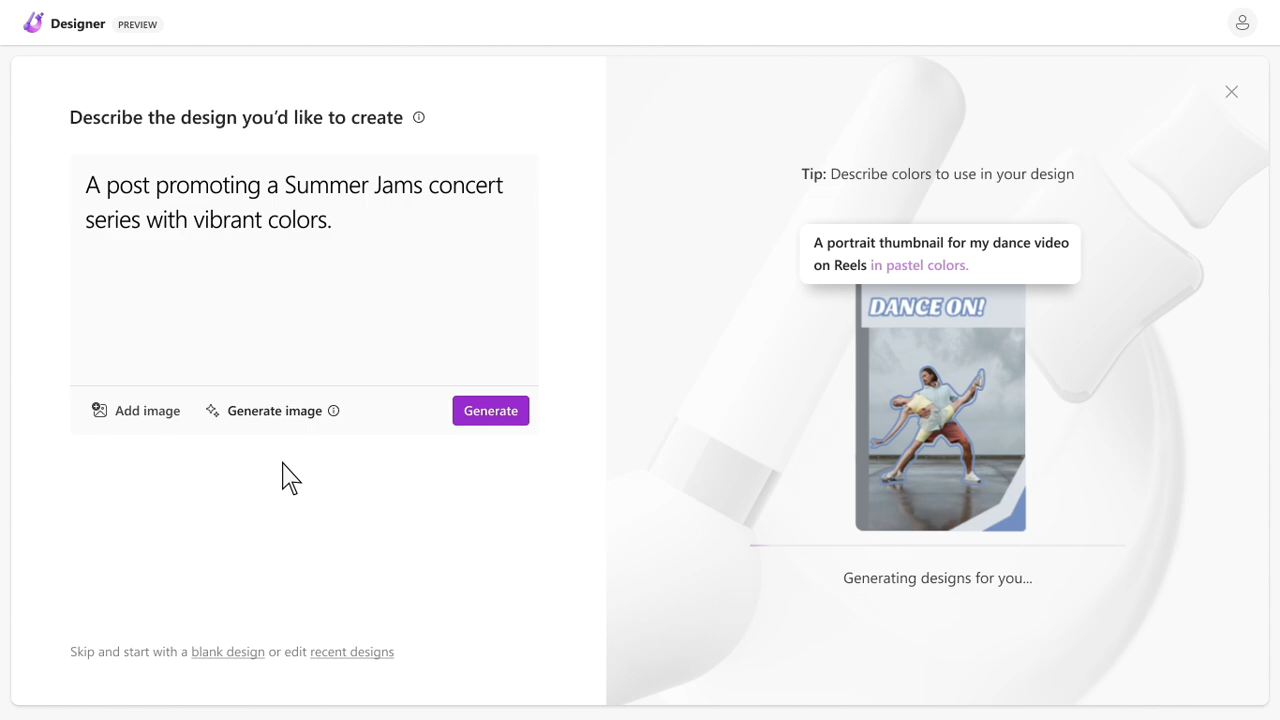 Designer PREVIEW
Describe the design you'd like to create
A post promoting a Summer Jams concert
series with vibrant colors.
Add image
Generate image
Generate
Skip and start with a blank design or edit recent designs
Tip: Describe colors to use in your design
A portrait thumbnail for my dance video
on Reels in pastel colors.
DANCE ON!
Generating designs for you...